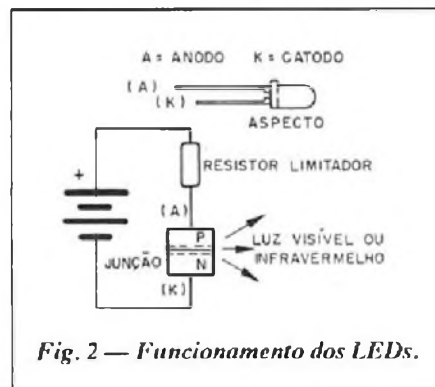 A = ANODO K = CATODO
(A)
(K)
ASPECTO
+
RESISTOR LIMITADOR
(A)
P
JUNÇÃO
N
(K)
LUZ VISÍVEL OU
INFRAVERMELHO
Fig. 2 — Funcionamento dos LEDs.